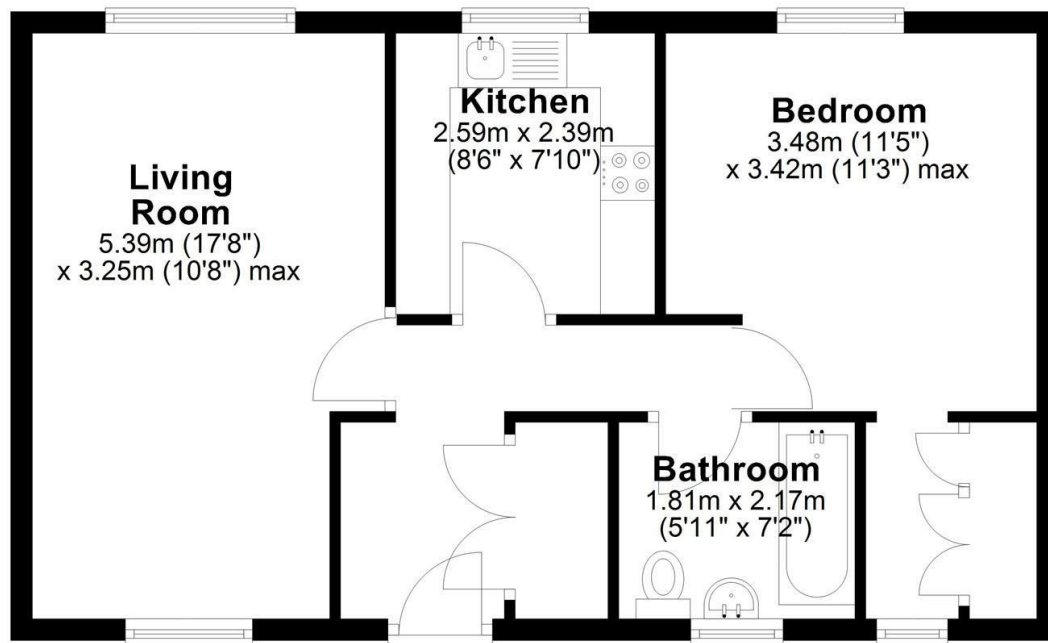 Living
Room
5.39m (17'8")
x 3.25m (10'8") max
Kitchen
2.59m x 2.39m
(8'6" x 7'10")
Bedroom
3.48m (11'5")
x 3.42m (11'3") max
Bathroom
1.81m x 2.17m
(5'11" x 7'2")